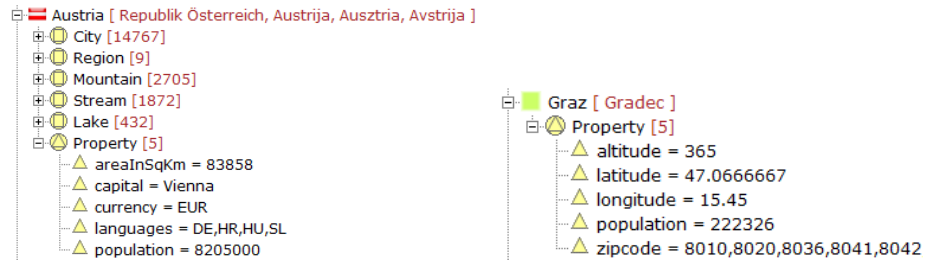 Austria [ Republik Österreich, Austrija, Ausztria, Avstrija ]
City [14767]
Region [9]
Mountain [2705]
Stream [1872]
Lake [432]
Property [5]
areaInSqKm = 83858
capital = Vienna
currency = EUR
languages = DE,HR,HU,SL
population = 8205000
Graz [ Gradec ]
Property [5]
altitude = 365
latitude = 47.0666667
longitude = 15.45
population = 222326
zipcode = 8010,8020,8036,8041,8042